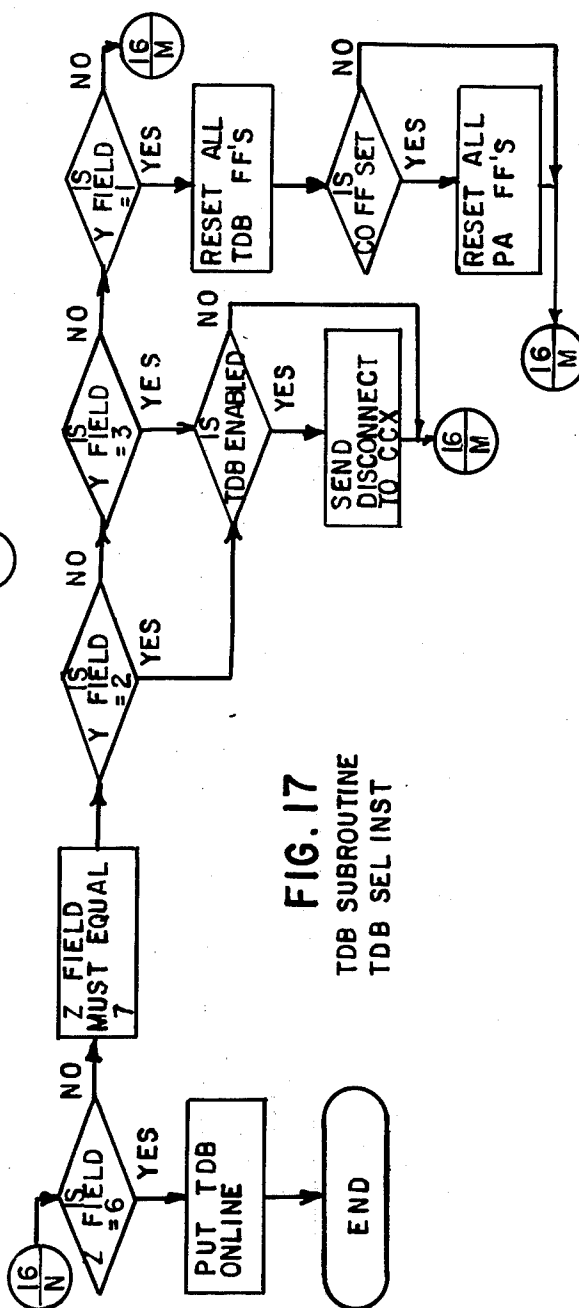 16
N
IS
Z FIELD
=6
NO
YES
PUT TDB
ONLINE
END
Z FIELD
MUST EQUAL
7
IS
Y FIELD
=2
NO
YES
IS
Y FIELD
=3
NO
YES
IS
TDB ENABLED
NO
YES
SEND
DISCONNECT
TO CCX
16
M
IS
Y FIELD
=1
NO
16
M
YES
RESET ALL
TDB FF'S
IS
CO FF SET
NO
YES
RESET ALL
PA FF'S
16
M
FIG. 17
TDB SUBROUTINE
TDB SEL INST